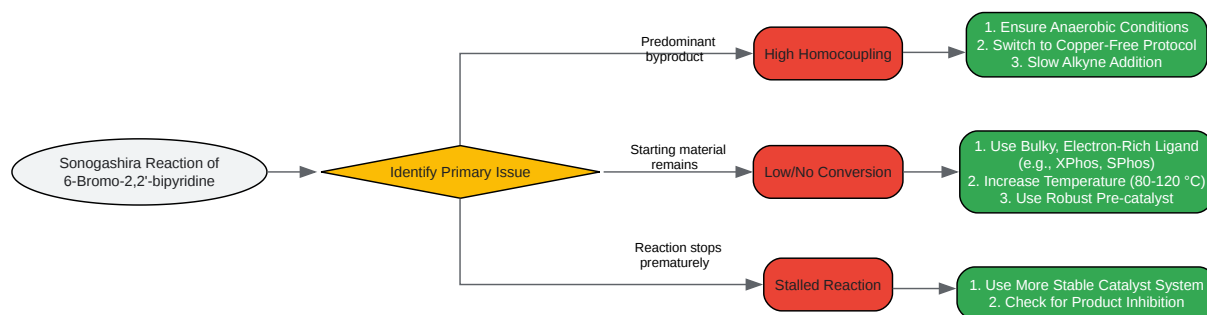 Sonogashira Reaction of
6-Bromo-2,2'-bipyridine
Identify Primary Issue
Predominant
byproduct
High Homocoupling
1. Ensure Anaerobic Conditions
2. Switch to Copper-Free Protocol
3. Slow Alkyne Addition
Starting material
remains
Low/No Conversion
1. Use Bulky, Electron-Rich Ligand
(e.g., XPhos, SPhos)
2. Increase Temperature (80-120 °C)
3. Use Robust Pre-catalyst
Reaction stops
prematurely
Stalled Reaction
1. Use More Stable Catalyst System
2. Check for Product Inhibition